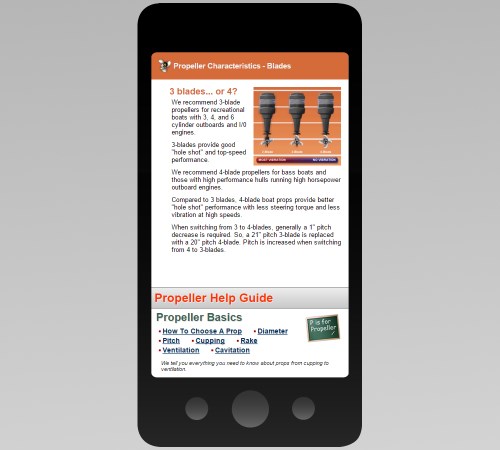 Propeller Characteristics - Blades
3 blades... or 4?
We recommend 3-blade
propellers for recreational
boats with 3, 4, and 6
cylinder outboards and I/0
engines.
3-blades provide good
"hole shot" and top-speed
performance.
MOST VIBRATION
NO VIBRATION
We recommend 4-blade propellers for bass boats and
those with high performance hulls running high horsepower
outboard engines.
Compared to 3 blades, 4-blade boat props provide better
"hole shot" performance with less steering torque and less
vibration at high speeds.
When switching from 3 to 4-blades, generally a 1" pitch
decrease is required. So, a 21" pitch 3-blade is replaced
with a 20" pitch 4-blade. Pitch is increased when switching
from 4 to 3-blades.
Propeller Help Guide
Propeller Basics
P is for
Propeller
• How To Choose A Prop • Diameter
• Pitch • Cupping • Rake
• Ventilation • Cavitation
We tell you everything you need to know about props from cupping to
ventilation.